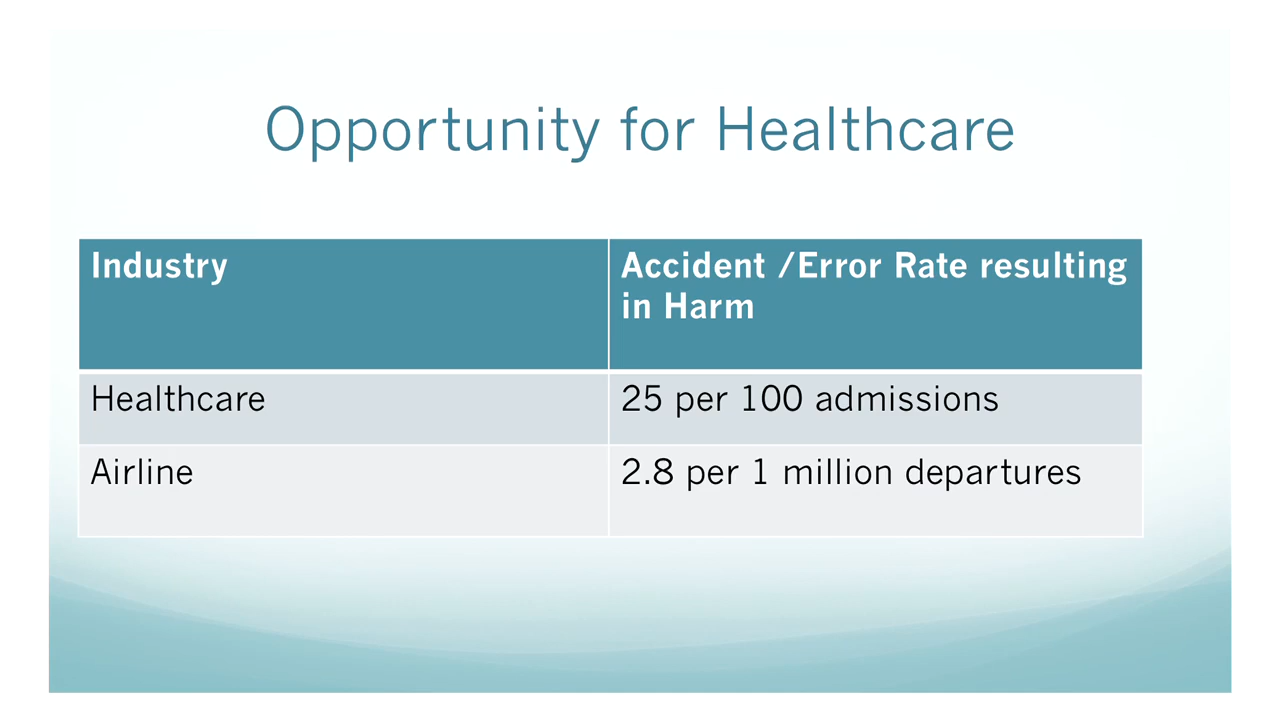 Opportunity for Healthcare
Industry
Accident /Error Rate resulting
in Harm
Healthcare
25 per 100 admissions
Airline
2.8 per 1 million departures